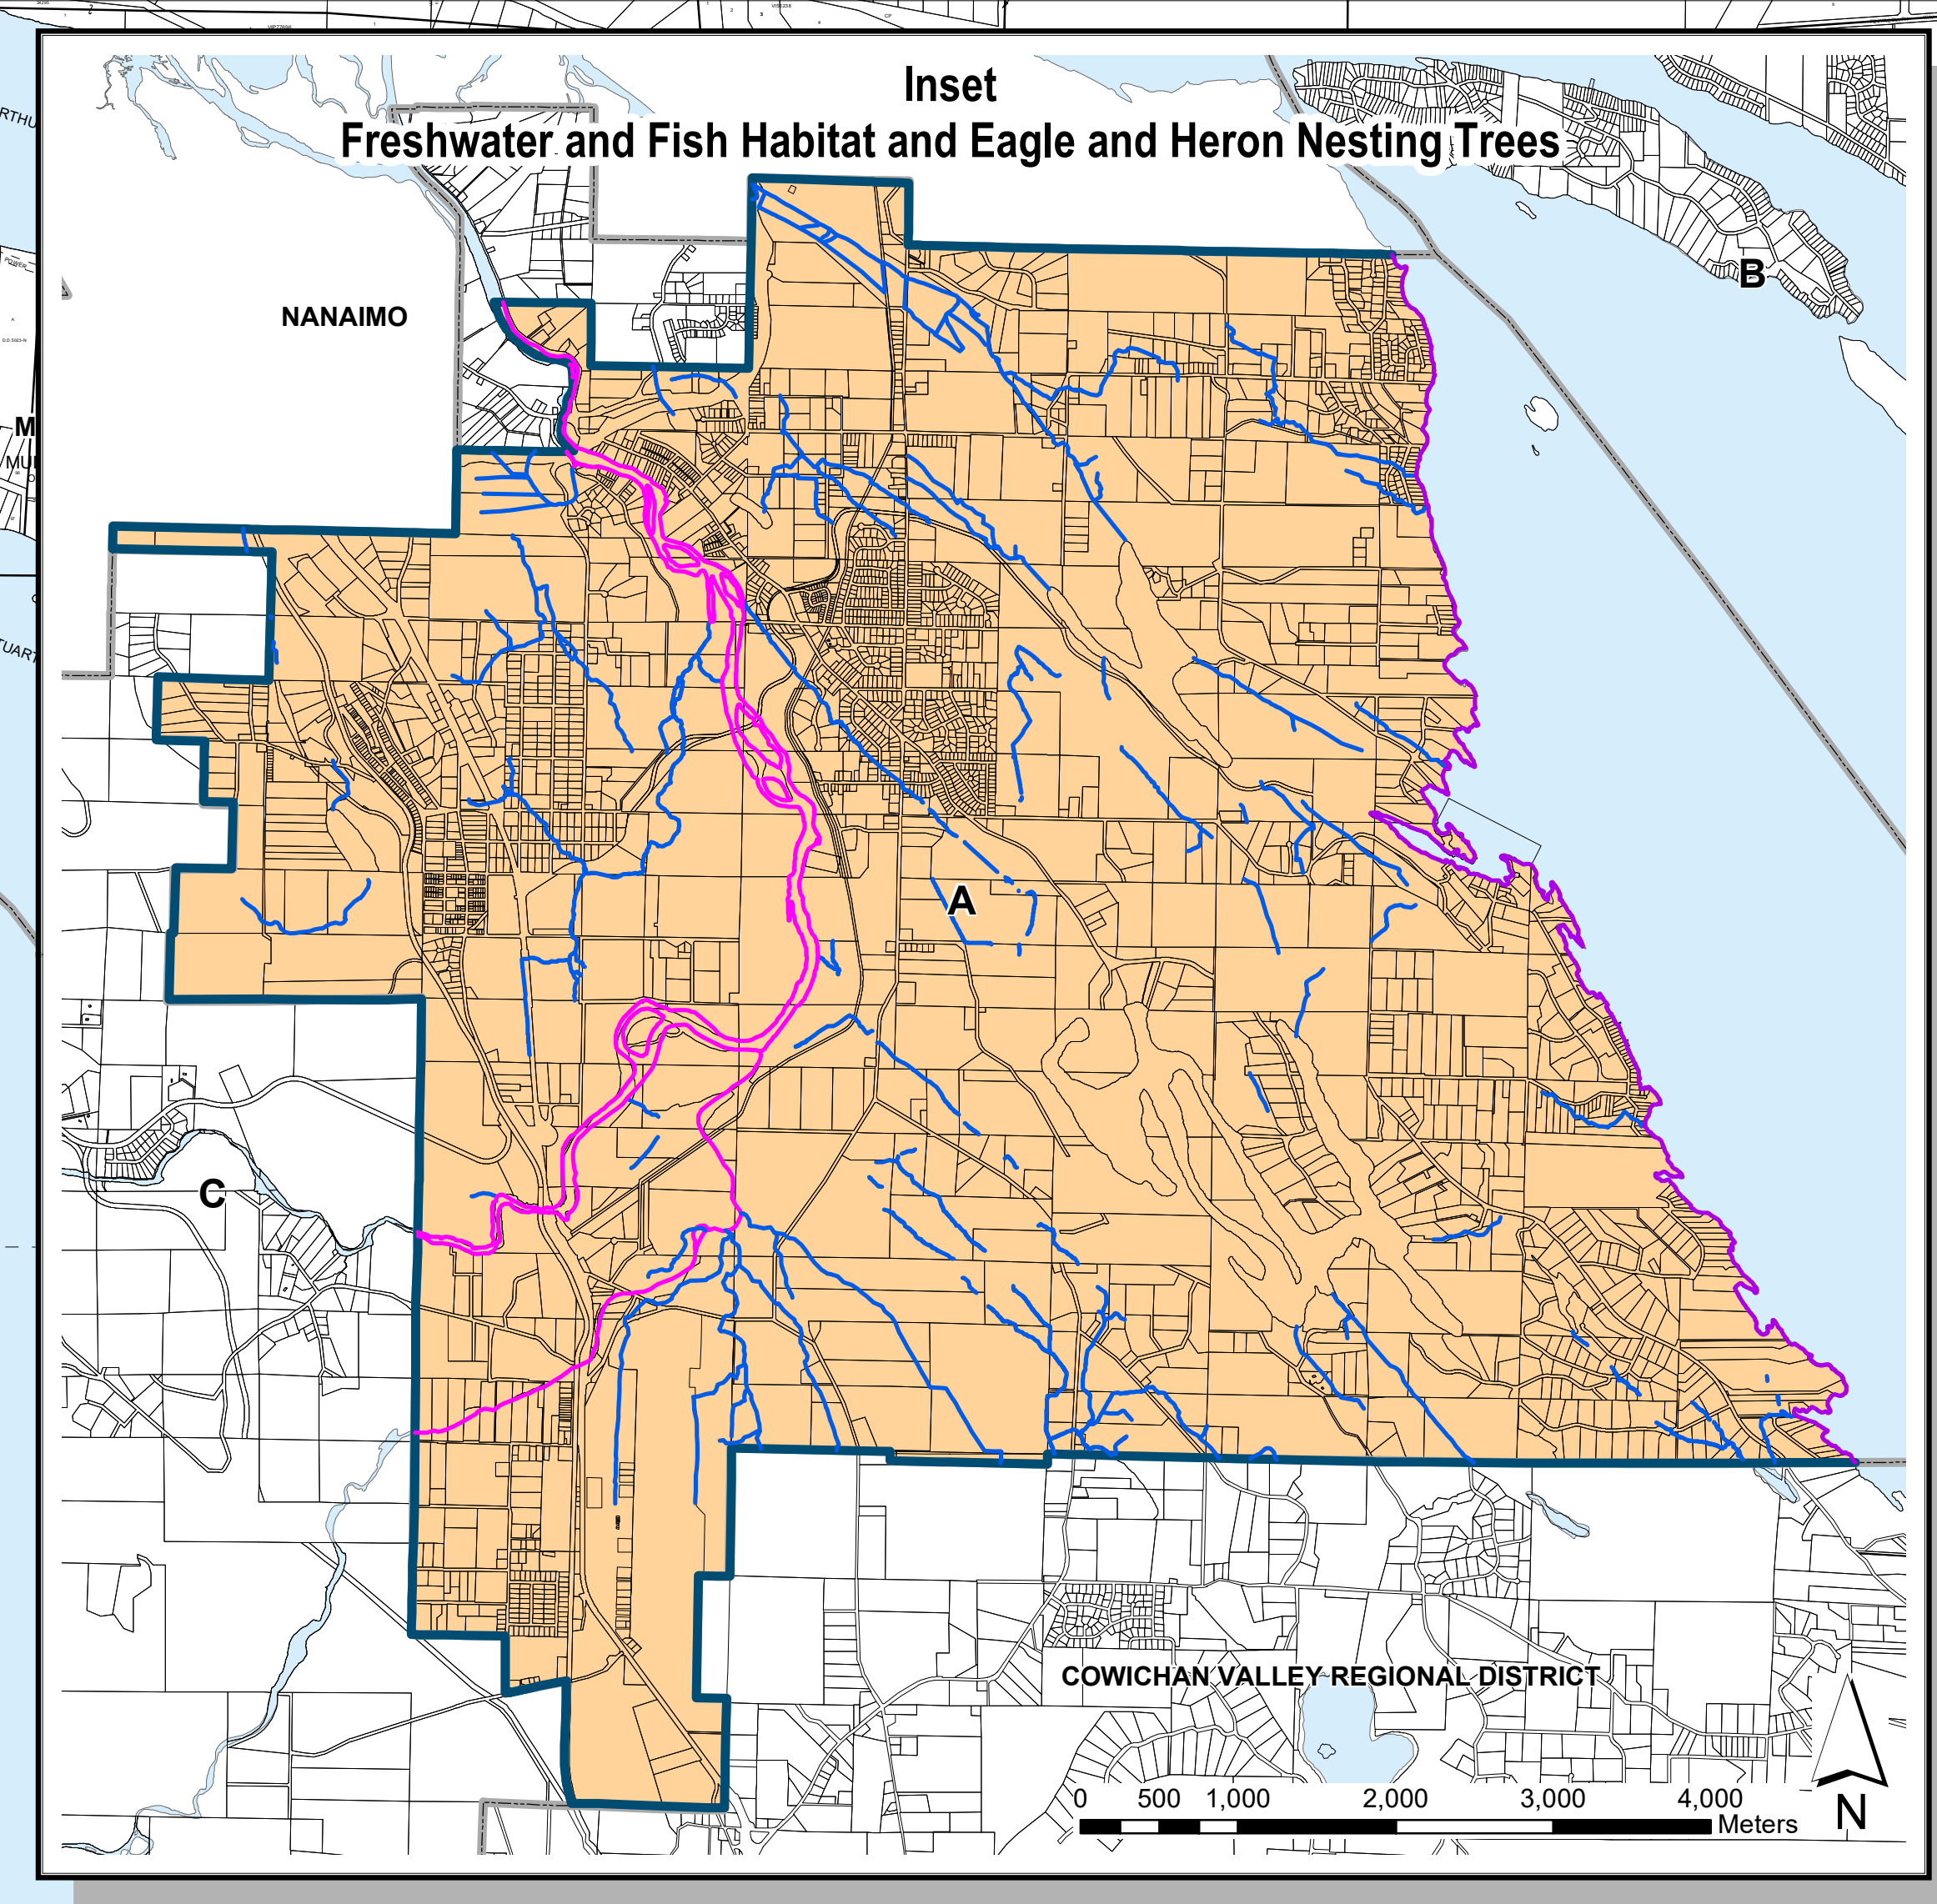 Inset
Freshwater and Fish Habitat and Eagle and Heron Nesting Trees
B
NANAIMO
A
C
COWICHAN VALLEY REGIONAL DISTRICT
0 500 1,000 2,000 3,000 4,000
Meters
N